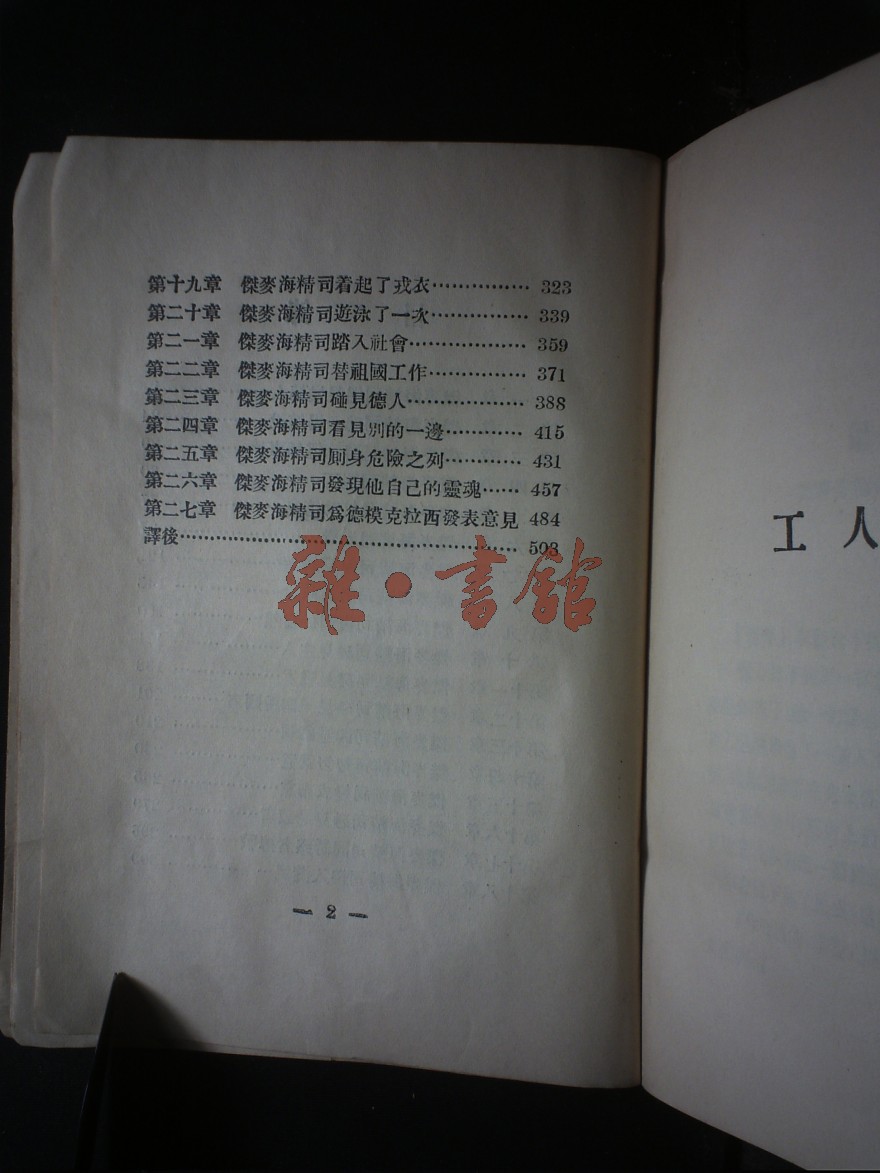 第十九章 傑麥海精司着起了戎衣…………… 323
第二十章 傑麥海精司遊泳了一次…………… 339
第二一章 傑麥海精司踏入社會……………… 359
第二二章 傑麥海精司替祖國工作…………… 371
第二三章 傑麥海精司碰見德人……………… 388
第二四章 傑麥海精司看見別的一邊………… 415
第二五章 傑麥海精司厠身危險之列………… 431
第二六章 傑麥海精司發現他自己的靈魂…… 457
第二七章 傑麥海精司爲德模克拉西發表意見 484
譯後…………………………………………… 503
雜·書館
— 2 —
工人